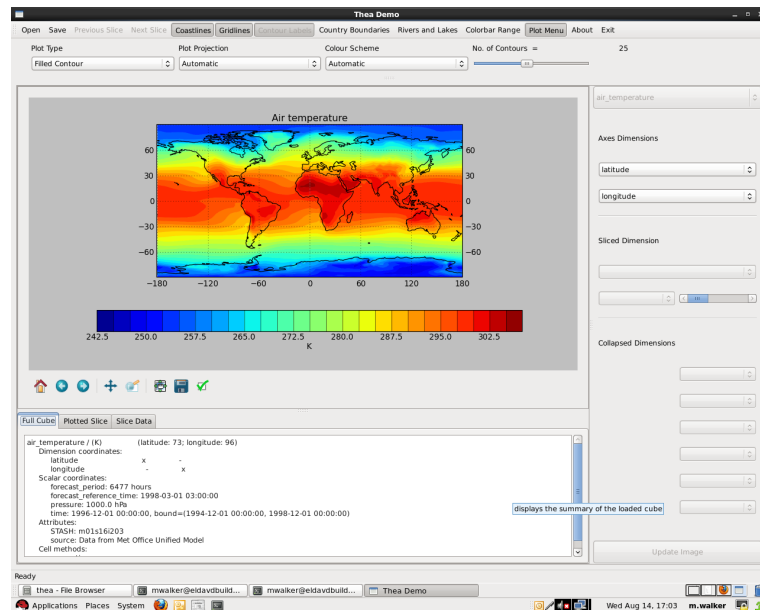 Thea Demo
Open Save Previous Slice Next Slice Coastlines Gridlines Contour Labels Country Boundaries Rivers and Lakes Colorbar Range Plot Menu About Exit
Plot Type Plot Projection Colour Scheme No. of Contours = 25
Filled Contour Automatic Automatic
air_temperature
Air temperature
Axes Dimensions
60 60
30 30
latitude
0 0
longitude
−30 −30
Sliced Dimension
−60 −60
−180 −120 −60 0 60 120 180
242.5 250.0 257.5 265.0 272.5 280.0 287.5 295.0 302.5
K
Collapsed Dimensions
Full Cube Plotted Slice Slice Data
air_temperature / (K) (latitude: 73; longitude: 96)
Dimension coordinates:
latitude x -
longitude - x
Scalar coordinates:
forecast_period: 6477 hours
forecast_reference_time: 1998-03-01 03:00:00
pressure: 1000.0 hPa
time: 1996-12-01 00:00:00, bound=(1994-12-01 00:00:00, 1998-12-01 00:00:00)
displays the summary of the loaded cube
Attributes:
STASH: m01s16i203
source: Data from Met Office Unified Model
Cell methods:
Update Image
Ready
thea - File Browser mwalker@eldavdbuild... mwalker@eldavdbuild... Thea Demo
Applications Places System Wed Aug 14, 17:03 m.walker